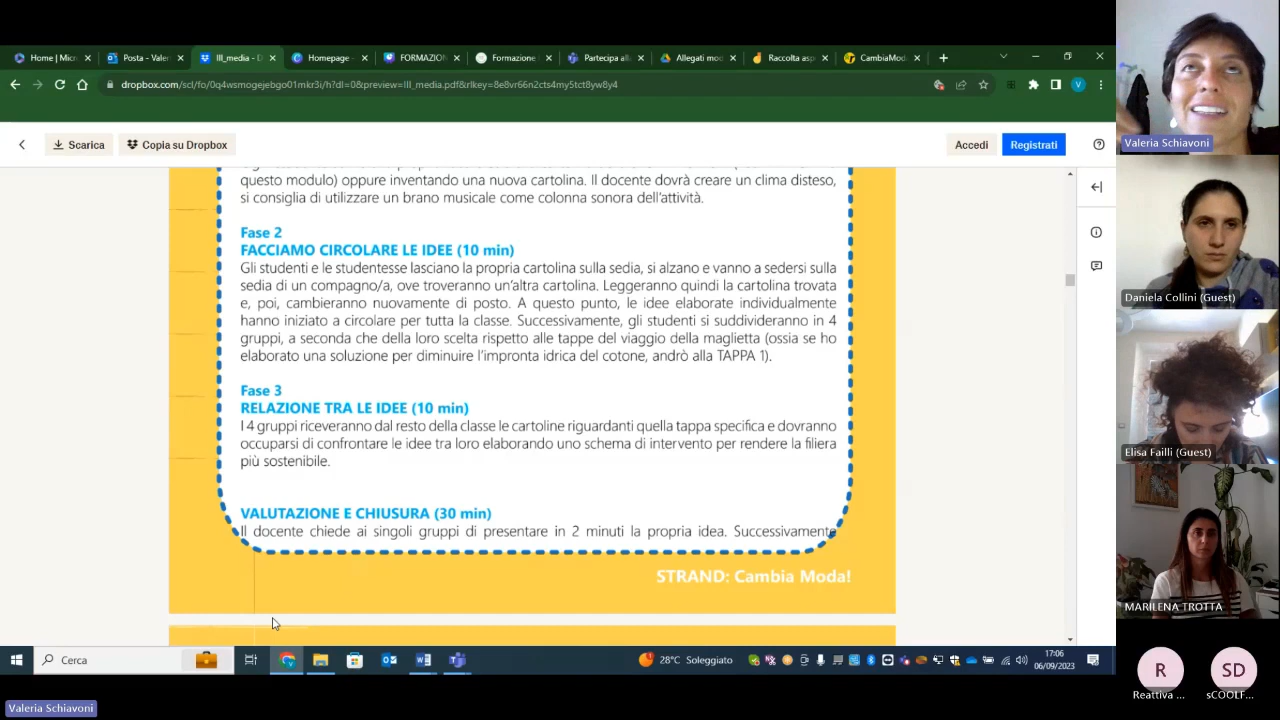 Home | Micr
Posta - Valer
III_media - D
Homepage -
FORMAZION
Formazione
Partecipa alla
Allegati mod
Raccolta asp
CambiaModa
dropbox.com/scl/fo/0q4wsmogejebgo01mkr3i/h?dl=0&preview=III_media.pdf&rlkey=8e8vr66n2cts4my5tct8yw8y4
V
Scarica
Copia su Dropbox
Accedi
Registrati
questo modulo) oppure inventando una nuova cartolina. Il docente dovrà creare un clima disteso,
si consiglia di utilizzare un brano musicale come colonna sonora dell'attività.
Fase 2
FACCIAMO CIRCOLARE LE IDEE (10 min)
Gli studenti e le studentesse lasciano la propria cartolina sulla sedia, si alzano e vanno a sedersi sulla
sedia di un compagno/a, ove troveranno un'altra cartolina. Leggeranno quindi la cartolina trovata
e, poi, cambieranno nuovamente di posto. A questo punto, le idee elaborate individualmente
hanno iniziato a circolare per tutta la classe. Successivamente, gli studenti si suddivideranno in 4
gruppi, a seconda che della loro scelta rispetto alle tappe del viaggio della maglietta (ossia se ho
elaborato una soluzione per diminuire l'impronta idrica del cotone, andrò alla TAPPA 1).
Fase 3
RELAZIONE TRA LE IDEE (10 min)
I 4 gruppi riceveranno dal resto della classe le cartoline riguardanti quella tappa specifica e dovranno
occuparsi di confrontare le idee tra loro elaborando uno schema di intervento per rendere la filiera
più sostenibile.
VALUTAZIONE E CHIUSURA (30 min)
Il docente chiede ai singoli gruppi di presentare in 2 minuti la propria idea. Successivamente
STRAND: Cambia Moda!
Cerca
28°C Soleggiato
17:06
06/09/2023
Valeria Schiavoni
Valeria Schiavoni
Daniela Collini (Guest)
Elisa Failli (Guest)
MARILENA TROTTA
R
Reattiva ...
SD
sCOOLF...